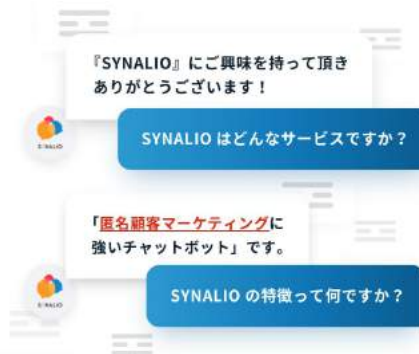 『SYNALIO』にご興味を持って頂き
ありがとうございます！
SYNALIO
SYNALIO はどんなサービスですか？
「匿名顧客マーケティングに
強いチャットボット」です。
SYNALIO
SYNALIO の特徴って何ですか？